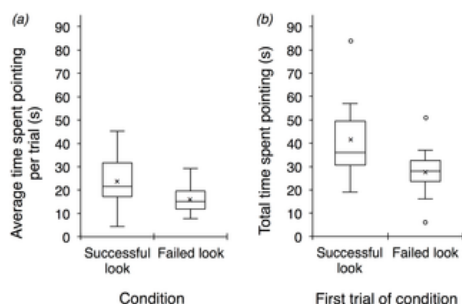 (a)
Average time spent pointing
per trial (s)
90
80
70
60
50
40
30
20
10
0
Successful look
Failed look
Condition
(b)
Total time spent pointing (s)
90
80
70
60
50
40
30
20
10
0
Successful look
Failed look
First trial of condition